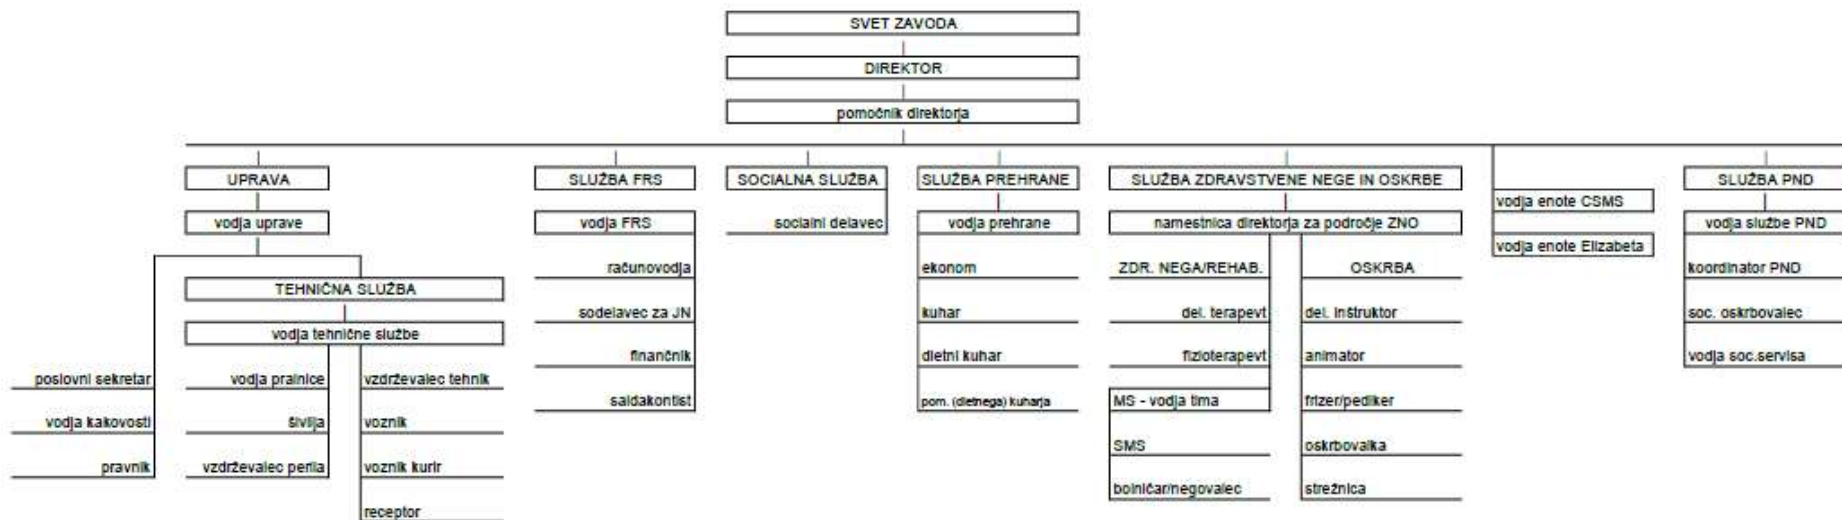 SVET ZAVODA
DIREKTOR
pomočnik direktorja
UPRAVA
vodja uprave
poslovni sekretar
vodja kakovosti
pravnik
TEHNIČNA SLUŽBA
vodja tehnične službe
vodja pralnice
šivilja
vzdrževalec perila
vzdrževalec tehnik
voznik
voznik kurir
receptor
SLUŽBA FRS
vodja FRS
računovodja
sodelavec za JN
finančnik
saldakontist
SOCIALNA SLUŽBA
socialni delavec
SLUŽBA PREHRANE
vodja prehrane
ekonom
kuhar
dietni kuhar
pom. (dietnega) kuharja
SLUŽBA ZDRAVSTVENE NEGE IN OSKRBE
namestnica direktorja za področje ZNO
ZDR. NEGA/REHAB.
del. terapevt
fizioterapevt
MS - vodja tima
SMS
bolničar/negovalec
OSKRBA
del. inštruktor
animator
frizer/pediker
oskrbovalka
strežnica
vodja enote CSMS
vodja enote Elizabeta
SLUŽBA PND
vodja službe PND
koordinator PND
soc. oskrbovalec
vodja soc.servisa